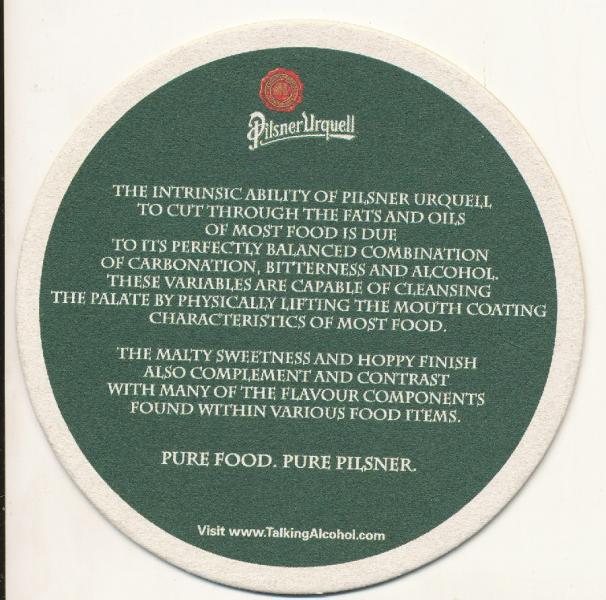 Pilsner Urquell
THE INTRINSIC ABILITY OF PILSNER URQUELL
TO CUT THROUGH THE FATS AND OILS
OF MOST FOOD IS DUE
TO ITS PERFECTLY BALANCED COMBINATION
OF CARBONATION, BITTERNESS AND ALCOHOL.
THESE VARIABLES ARE CAPABLE OF CLEANSING
THE PALATE BY PHYSICALLY LIFTING THE MOUTH COATING
CHARACTERISTICS OF MOST FOOD.
THE MALTY SWEETNESS AND HOPPY FINISH
ALSO COMPLEMENT AND CONTRAST
WITH MANY OF THE FLAVOUR COMPONENTS
FOUND WITHIN VARIOUS FOOD ITEMS.
PURE FOOD. PURE PILSNER.
Visit www.TalkingAlcohol.com